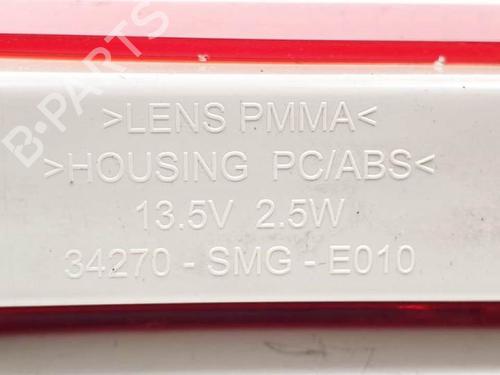 >LENS PMMA<
>HOUSING PC/ABS<
13.5V 2.5W
34270 - SMG - E010
B-PARTS